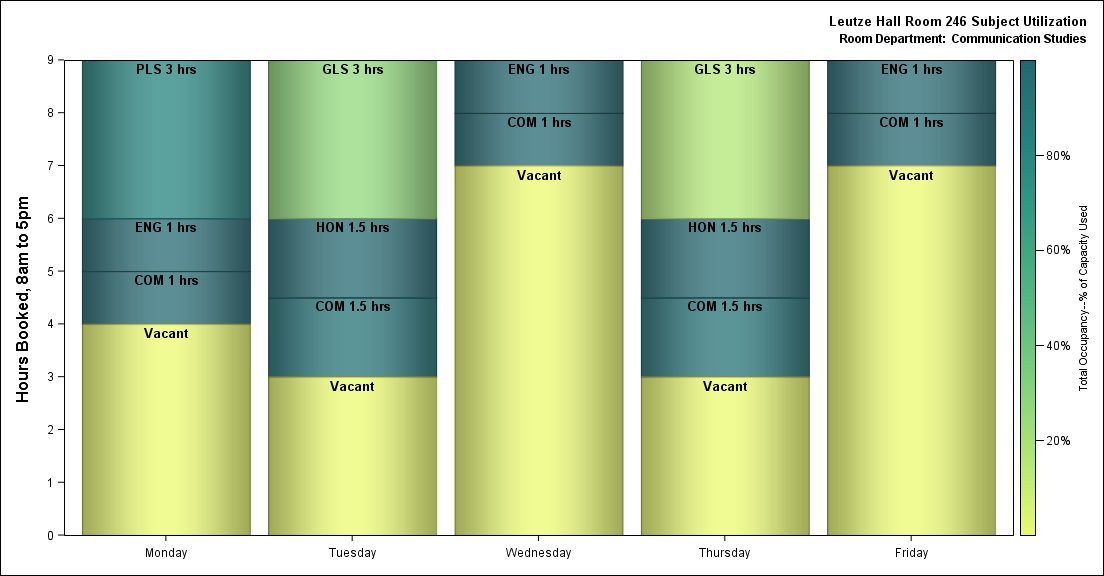 Leutze Hall Room 246 Subject Utilization
Room Department: Communication Studies
Hours Booked, 8am to 5pm
9
8
7
6
5
4
3
2
1
0
PLS 3 hrs
ENG 1 hrs
COM 1 hrs
Vacant
GLS 3 hrs
HON 1.5 hrs
COM 1.5 hrs
Vacant
ENG 1 hrs
COM 1 hrs
Vacant
GLS 3 hrs
HON 1.5 hrs
COM 1.5 hrs
Vacant
ENG 1 hrs
COM 1 hrs
Vacant
Monday
Tuesday
Wednesday
Thursday
Friday
80%
60%
40%
20%
Total Occupancy--% of Capacity Used